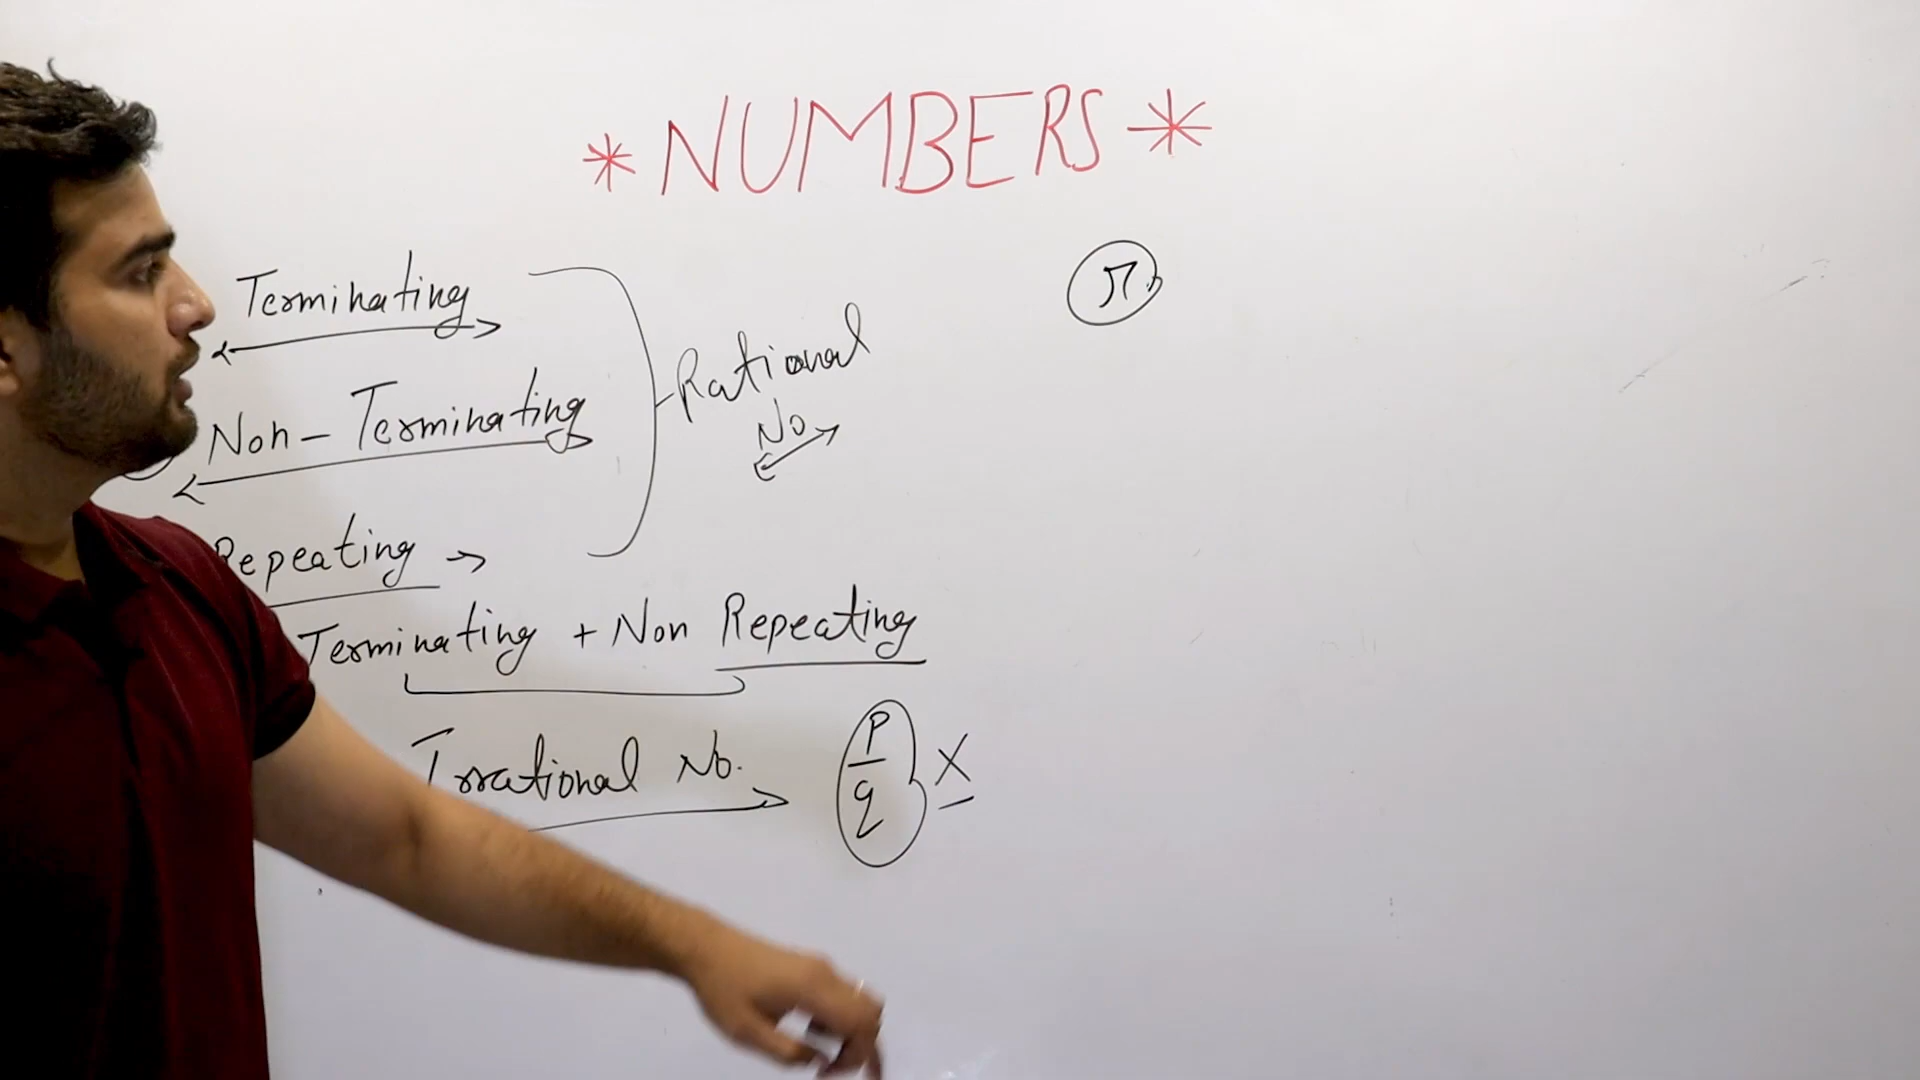 * NUMBERS *
π
Terminating
Rational
No
Non - Terminating
Repeating →
Terminating + Non Repeating
Irrational No.
p/q X